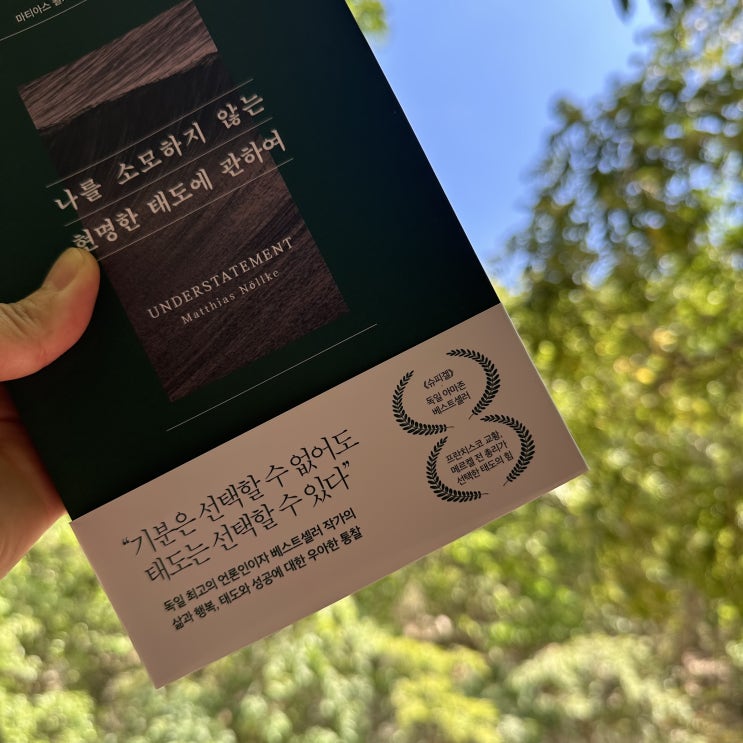 마티아스
나를 소모하지 않는
현명한 태도에 관하여
UNDERSTATEMENT
Matthias Nöllke
《슈피겔》
독일 아마존
베스트셀러
프란치스코 교황,
메르켈 전 총리가
선택한 태도의 힘
“기분은 선택할 수 없어도
태도는 선택할 수 있다”
독일 최고의 언론인이자 베스트셀러 작가의
삶과 행복, 태도와 성공에 대한 우아한 통찰